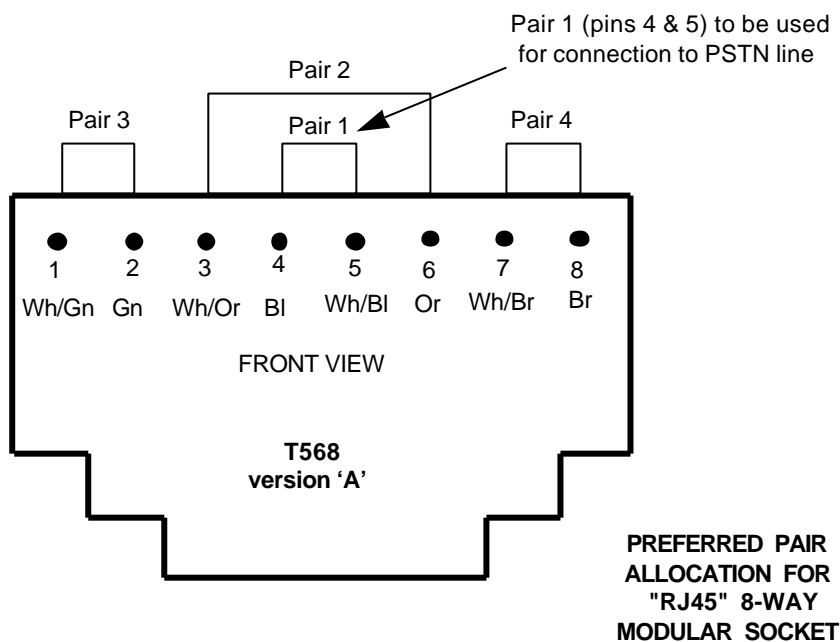 Pair 1 (pins 4 & 5) to be used
for connection to PSTN line
Pair 2
Pair 3
Pair 1
Pair 4
1 2 3 4 5 6 7 8
Wh/Gn Gn Wh/Or Bl Wh/Bl Or Wh/Br Br
FRONT VIEW
T568
version ‘A’
PREFERRED PAIR
ALLOCATION FOR
"RJ45" 8-WAY
MODULAR SOCKET